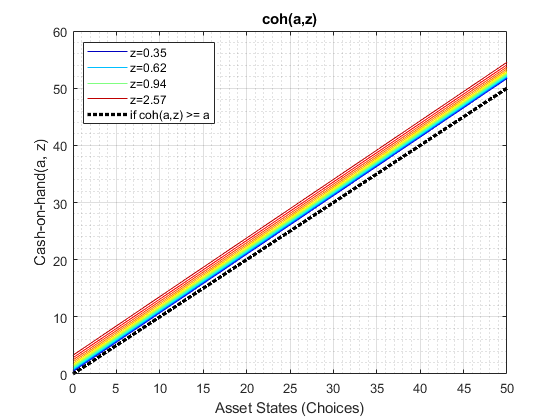 coh(a,z)
60
50
40
30
20
10
0
Cash-on-hand(a, z)
z=0.35
z=0.62
z=0.94
z=2.57
if coh(a,z) >= a
0 5 10 15 20 25 30 35 40 45 50
Asset States (Choices)